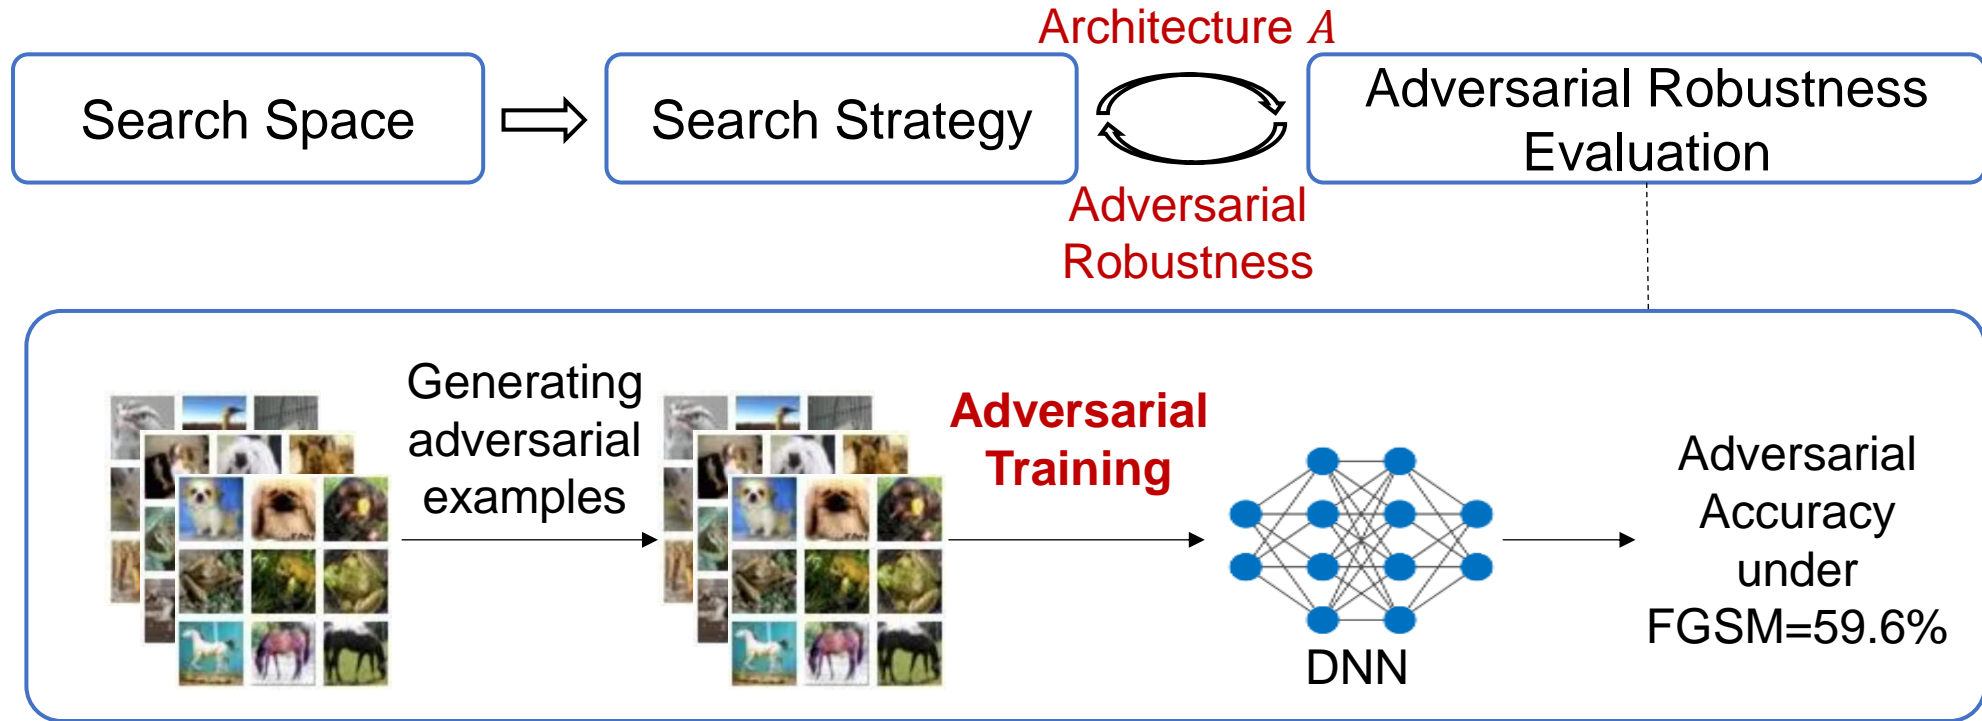 Architecture A
Search Space
Search Strategy
Adversarial Robustness
Evaluation
Adversarial
Robustness
Generating
adversarial
examples
Adversarial
Training
DNN
Adversarial
Accuracy
under
FGSM=59.6%